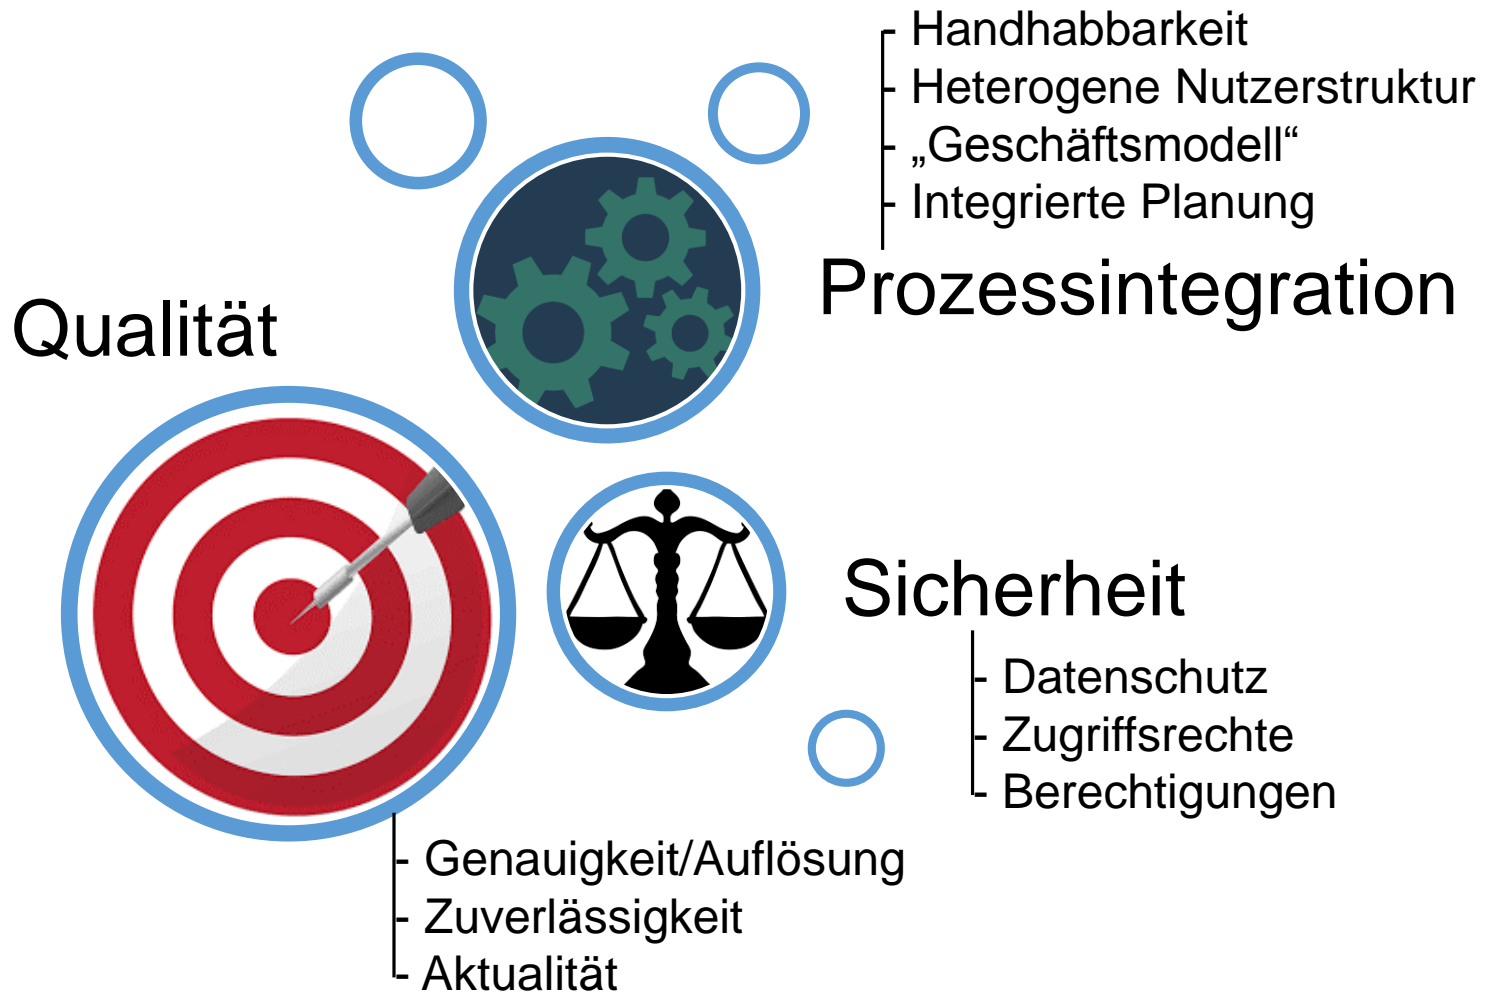 - Handhabbarkeit
- Heterogene Nutzerstruktur
- „Geschäftsmodell“
- Integrierte Planung
Prozessintegration
Qualität
Sicherheit
- Datenschutz
- Zugriffsrechte
- Berechtigungen
- Genauigkeit/Auflösung
- Zuverlässigkeit
- Aktualität